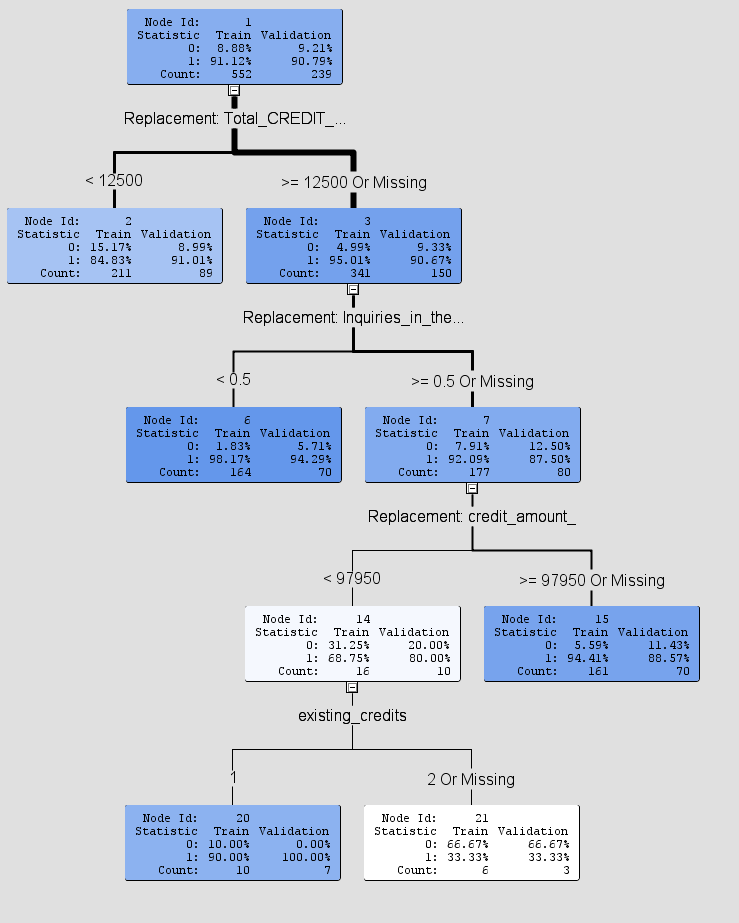 Node Id: 1
Statistic Train Validation
0: 8.88% 9.21%
1: 91.12% 90.79%
Count: 552 239
Replacement: Total_CREDIT_...
< 12500
>= 12500 Or Missing
Node Id: 2
Statistic Train Validation
0: 15.17% 8.99%
1: 84.83% 91.01%
Count: 211 89
Node Id: 3
Statistic Train Validation
0: 4.99% 9.33%
1: 95.01% 90.67%
Count: 341 150
Replacement: Inquiries_in_the...
< 0.5
>= 0.5 Or Missing
Node Id: 6
Statistic Train Validation
0: 1.83% 5.71%
1: 98.17% 94.29%
Count: 164 70
Node Id: 7
Statistic Train Validation
0: 7.91% 12.50%
1: 92.09% 87.50%
Count: 177 80
Replacement: credit_amount_
< 97950
>= 97950 Or Missing
Node Id: 14
Statistic Train Validation
0: 31.25% 20.00%
1: 68.75% 80.00%
Count: 16 10
Node Id: 15
Statistic Train Validation
0: 5.59% 11.43%
1: 94.41% 88.57%
Count: 161 70
existing_credits
1
2 Or Missing
Node Id: 20
Statistic Train Validation
0: 10.00% 0.00%
1: 90.00% 100.00%
Count: 10 7
Node Id: 21
Statistic Train Validation
0: 66.67% 66.67%
1: 33.33% 33.33%
Count: 6 3